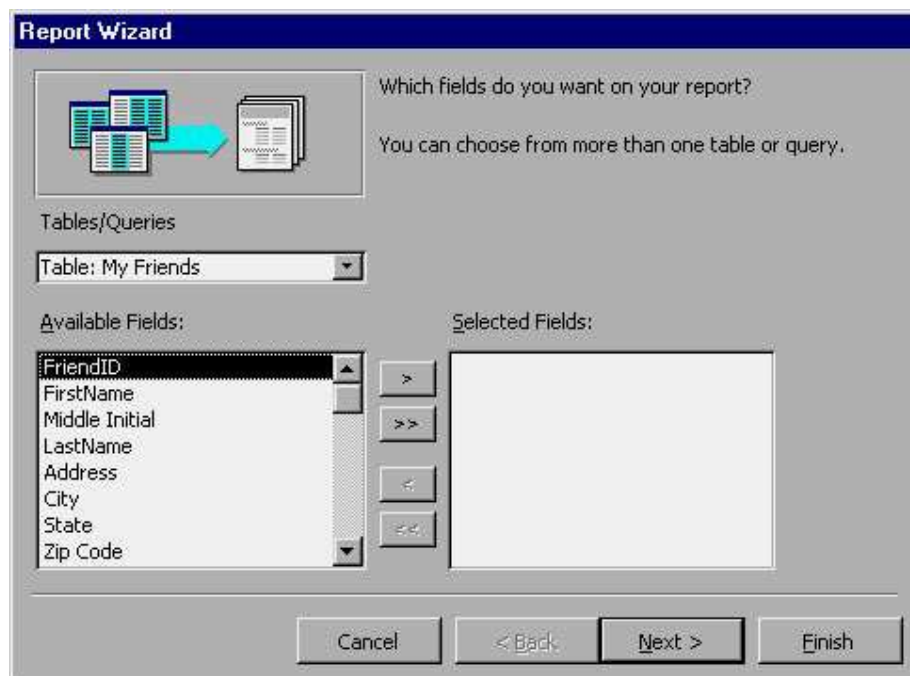 Report Wizard
Which fields do you want on your report?
You can choose from more than one table or query.
Tables/Queries
Table: My Friends
Available Fields:
Selected Fields:
FriendID
FirstName
Middle Initial
LastName
Address
City
State
Zip Code
>
>>
<
<<
Cancel
< Back
Next >
Finish